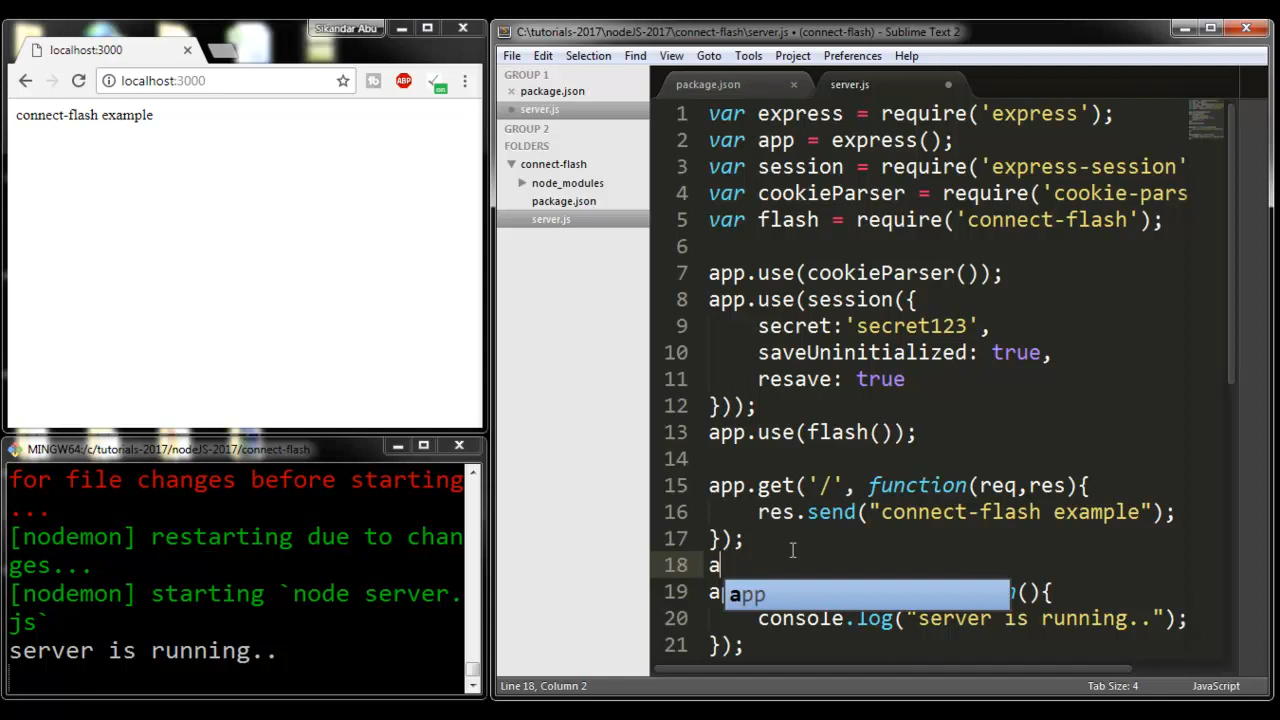 Sikandar Abu
localhost:3000
localhost:3000
connect-flash example
MINGW64:/c/tutorials-2017/nodeJS-2017/connect-flash
for file changes before starting
...
[nodemon] restarting due to chan
ges...
[nodemon] starting `node server.
js`
server is running..
C:\tutorials-2017\nodeJS-2017\connect-flash\server.js • (connect-flash) - Sublime Text 2
File Edit Selection Find View Goto Tools Project Preferences Help
GROUP 1
package.json
server.js
GROUP 2
FOLDERS
connect-flash
node_modules
package.json
server.js
package.json server.js
1 var express = require('express');
2 var app = express();
3 var session = require('express-session'
4 var cookieParser = require('cookie-pars
5 var flash = require('connect-flash');
6
7 app.use(cookieParser());
8 app.use(session({
9 secret:'secret123',
10 saveUninitialized: true,
11 resave: true
12 }));
13 app.use(flash());
14
15 app.get('/', function(req,res){
16 res.send("connect-flash example");
17 });
18 a
app
19 a (){
20 console.log("server is running..");
21 });
Line 18, Column 2 Tab Size: 4 JavaScript
ABP
on